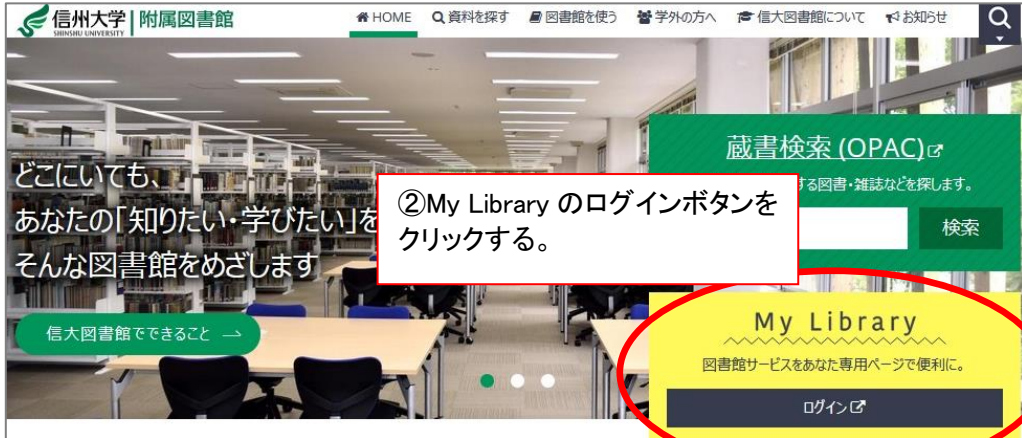 信州大学 附属図書館
SHINSHU UNIVERSITY
HOME 資料を探す 図書館を使う 学外の方へ 信大図書館について お知らせ
どこにいても、
あなたの「知りたい・学びたい」を
そんな図書館をめざします
信大図書館でできること →
②My Library のログインボタンを
クリックする。
蔵書検索 (OPAC)
する図書・雑誌などを探します。
検索
My Library
図書館サービスをあなた専用ページで便利に。
ログイン